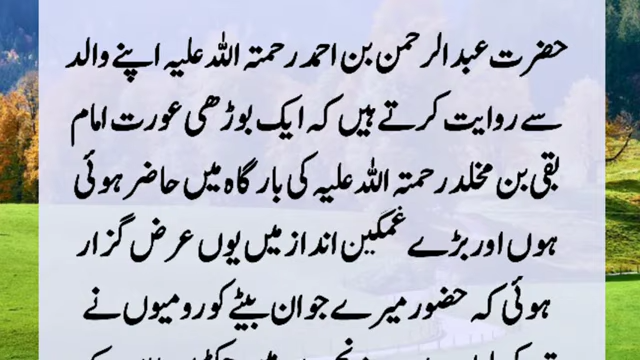 حضرت عبدالرحمن بن احمد رحمتہ اللہ علیہ اپنے والد
سے روایت کرتے ہیں کہ ایک بوڑھی عورت امام
بقی بن مخلد رحمتہ اللہ علیہ کی بارگاہ میں حاضر ہوئی
ہوں اور بڑے غمگین انداز میں یوں عرض گزار
ہوئی کہ حضور میرے جوان بیٹے کو رومیوں نے